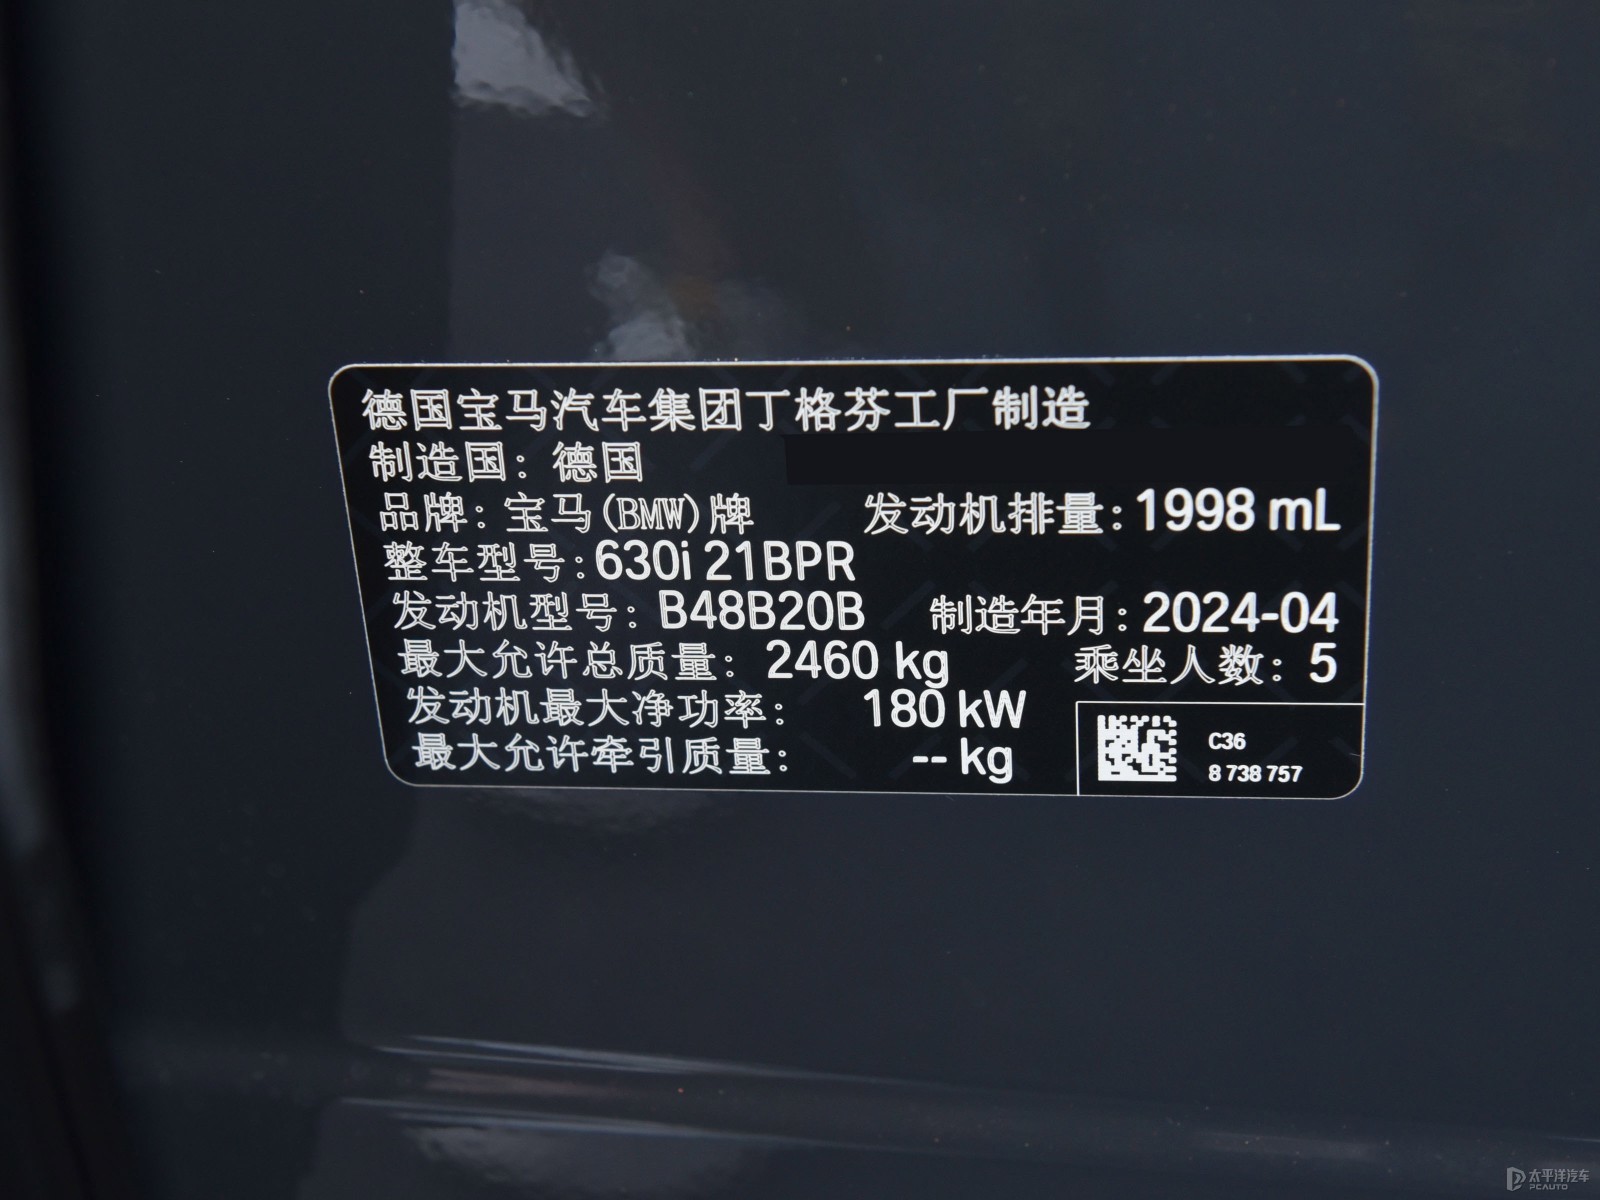 德国宝马汽车集团丁格芬工厂制造
制造国：德国
品牌：宝马(BMW)牌 发动机排量：1998 mL
整车型号：630i 21BPR
发动机型号：B48B20B 制造年月：2024-04
最大允许总质量：2460 kg 乘坐人数：5
发动机最大净功率：180 kW
最大允许牵引质量：-- kg
C36
8 738 757
太平洋汽车
PCAUTO